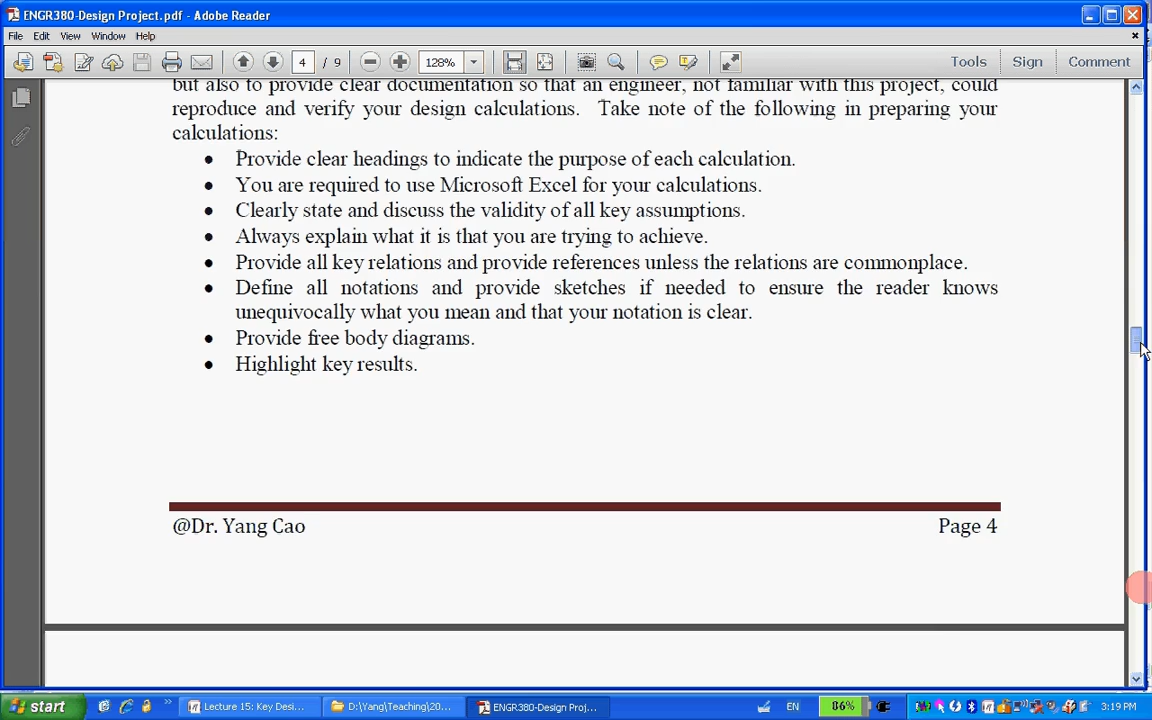 ENGR380-Design Project.pdf - Adobe Reader
File Edit View Window Help
4 / 9 128% Tools Sign Comment
but also to provide clear documentation so that an engineer, not familiar with this project, could
reproduce and verify your design calculations. Take note of the following in preparing your
calculations:
• Provide clear headings to indicate the purpose of each calculation.
• You are required to use Microsoft Excel for your calculations.
• Clearly state and discuss the validity of all key assumptions.
• Always explain what it is that you are trying to achieve.
• Provide all key relations and provide references unless the relations are commonplace.
• Define all notations and provide sketches if needed to ensure the reader knows
unequivocally what you mean and that your notation is clear.
• Provide free body diagrams.
• Highlight key results.
@Dr. Yang Cao Page 4
start Lecture 15: Key Desi... D:\Yang\Teaching\20... ENGR380-Design Proj... EN 86% 3:19 PM